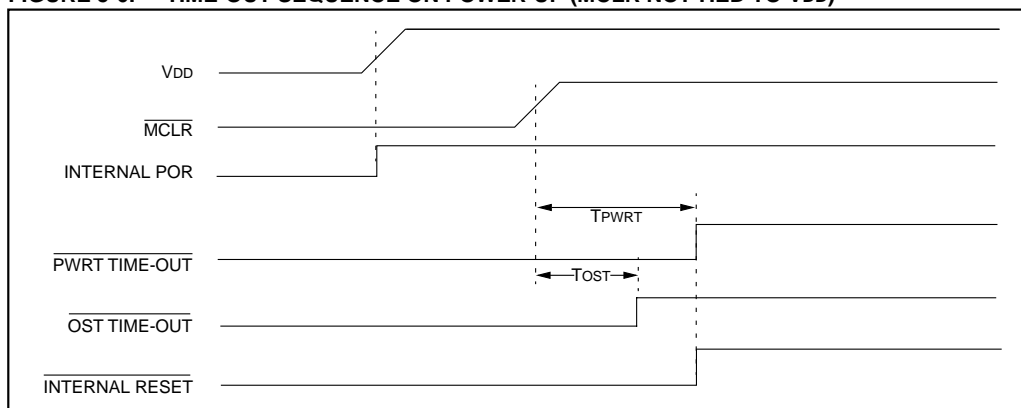 VDD
MCLR
INTERNAL POR
TPWRT
PWRT TIME-OUT
TOST
OST TIME-OUT
INTERNAL RESET